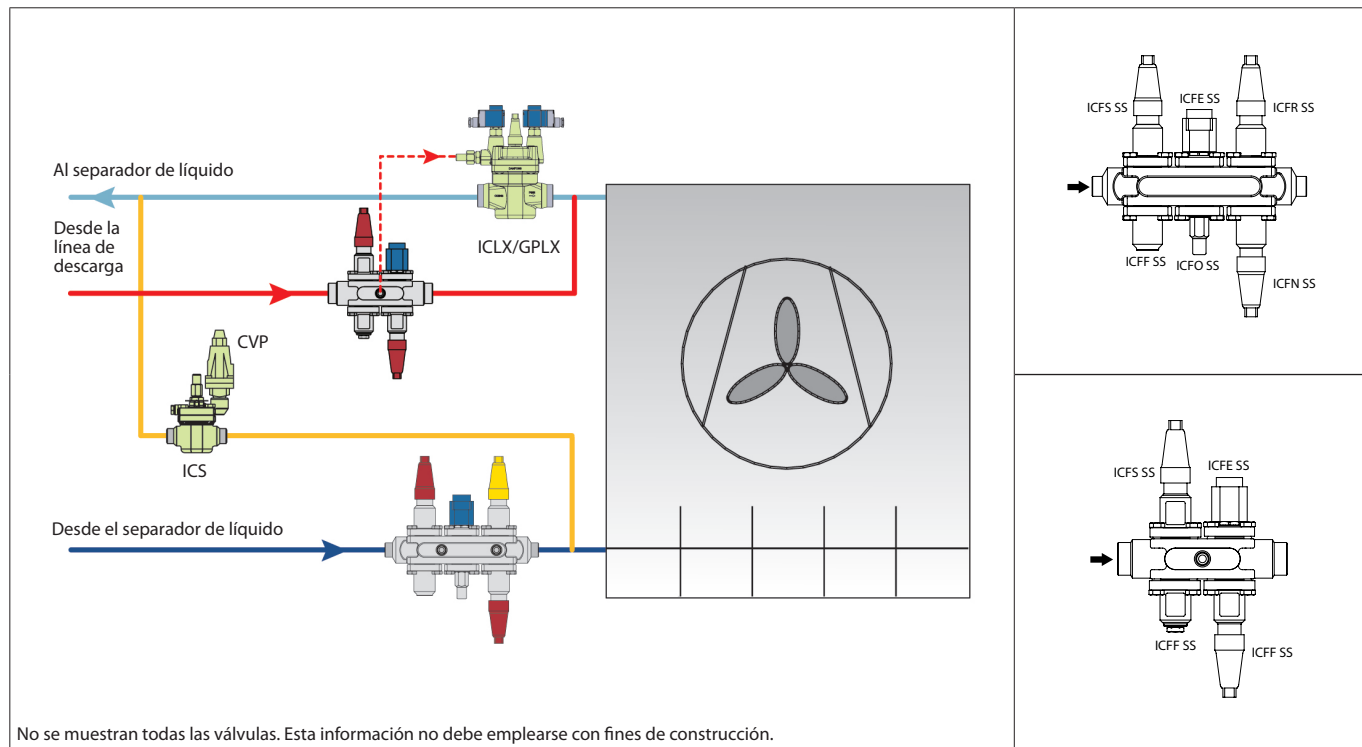 Al separador de líquido
Desde la
línea de
descarga
ICLX/GPLX
CVP
ICS
Desde el separador de líquido
No se muestran todas las válvulas. Esta información no debe emplearse con fines de construcción.
ICFS SS
ICFE SS
ICFR SS
ICFF SS
ICFO SS
ICFN SS
ICFS SS
ICFE SS
ICFF SS
ICFF SS